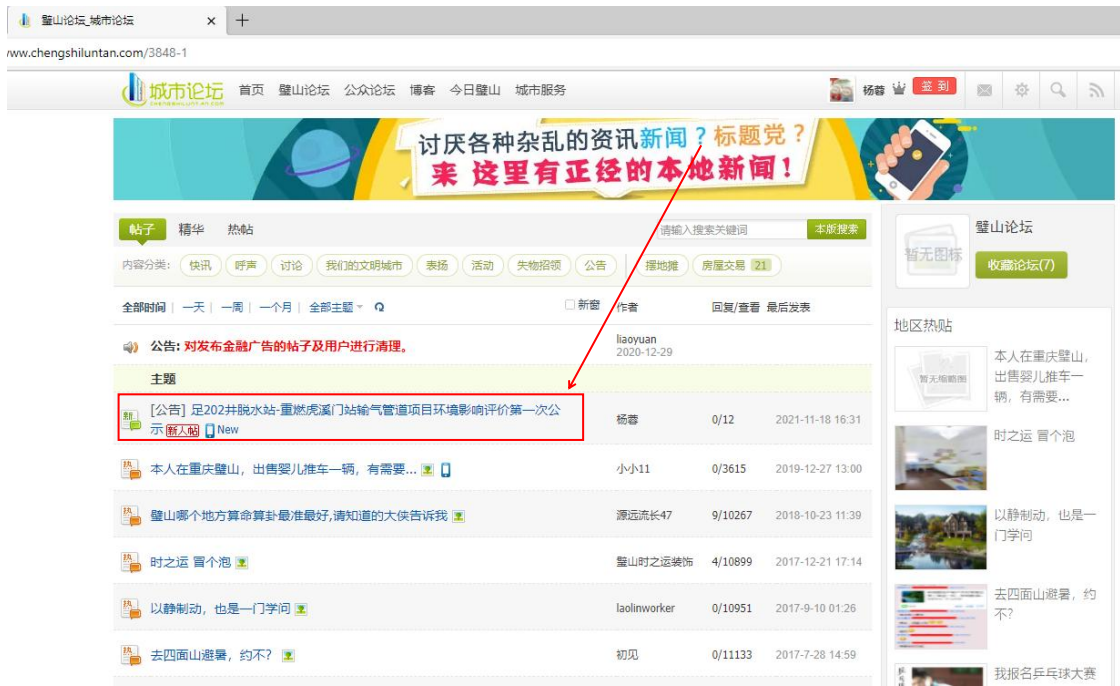 璧山论坛_城市论坛 × +
www.chengshiluntan.com/3848-1
城市论坛 首页 璧山论坛 公众论坛 博客 今日璧山 城市服务 杨蓉 签 到
CHENGSHILUNTAN.COM
讨厌各种杂乱的资讯新闻?标题党?
来 这里有正经的本地新闻!
帖子 精华 热帖 请输入搜索关键词 本版搜索
内容分类: 快讯 呼声 讨论 我们的文明城市 表扬 活动 失物招领 公告 摆地摊 房屋交易 21
全部时间 | 一天 | 一周 | 一个月 | 全部主题 新窗 作者 回复/查看 最后发表
公告: 对发布金融广告的帖子及用户进行清理。 liaoyuan
2020-12-29
主题
新 [公告] 足202井脱水站-重燃虎溪门站输气管道项目环境影响评价第一次公
示 新人帖 New 杨蓉 0/12 2021-11-18 16:31
热 本人在重庆璧山，出售婴儿推车一辆，有需要... 小小11 0/3615 2019-12-27 13:00
热 璧山哪个地方算命算卦最准最好,请知道的大侠告诉我 源远流长47 9/10267 2018-10-23 11:39
热 时之运 冒个泡 璧山时之运装饰 4/10899 2017-12-21 17:14
热 以静制动，也是一门学问 laolinworker 0/10951 2017-9-10 01:26
热 去四面山避暑，约不? 初见 0/11133 2017-7-28 14:59
暂无图标
璧山论坛
收藏论坛(7)
地区热贴
暂无缩略图
本人在重庆璧山，
出售婴儿推车一
辆，有需要...
时之运 冒个泡
以静制动，也是一
门学问
去四面山避暑，约
不?
我报名乒乓球大赛